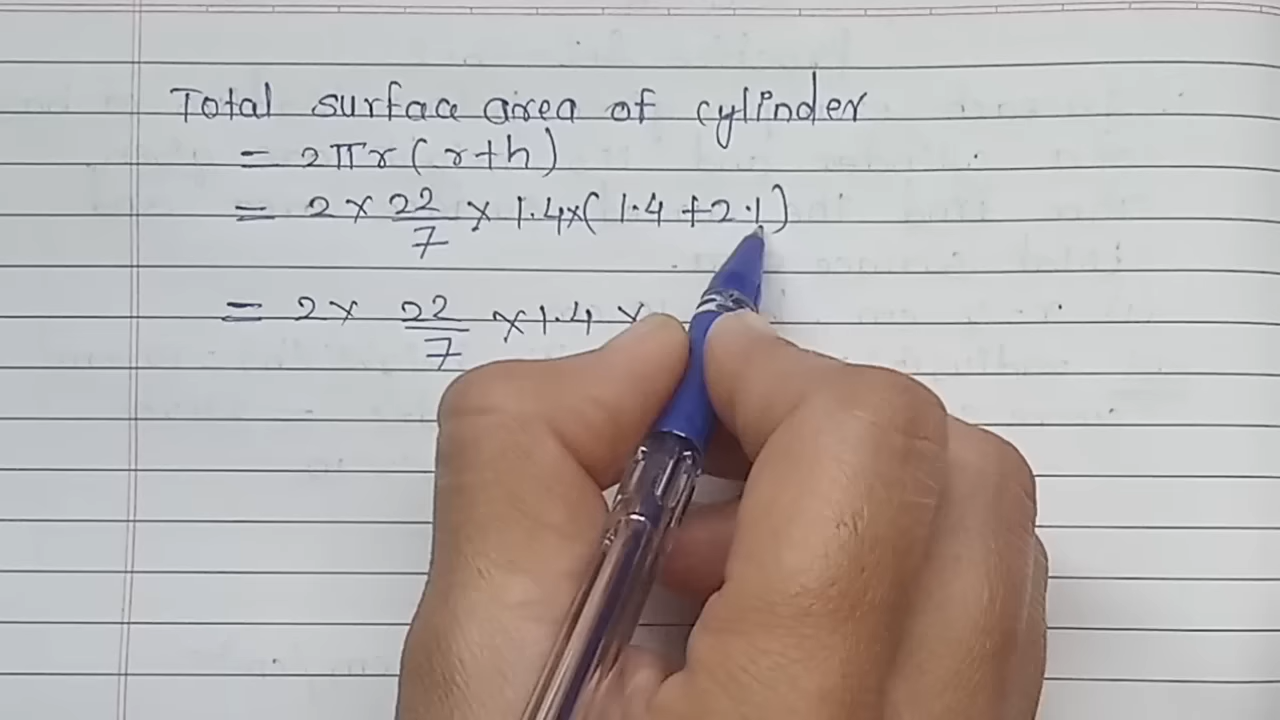 Total surface area of cylinder
= 2πr(r+h)
= 2 × 22/7 × 1.4×(1.4 + 2.1)
= 2 × 22/7 × 1.4 ×